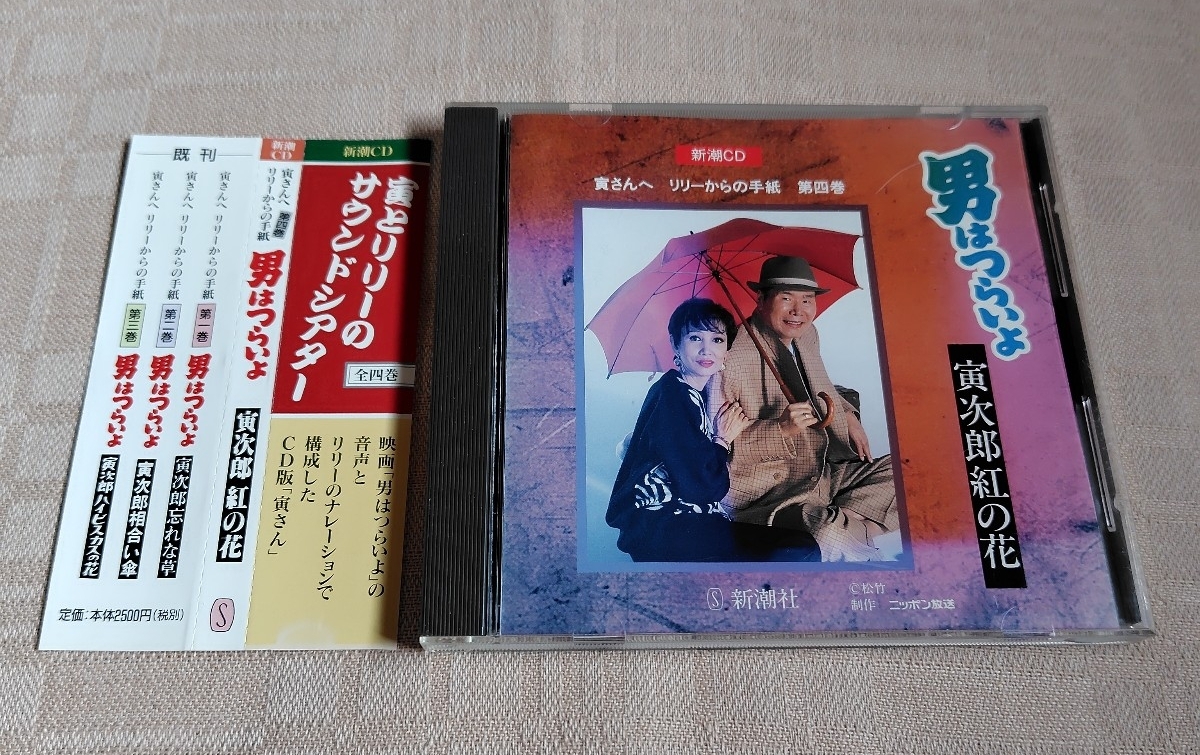 既刊
寅さんへ リリーからの手紙 第一巻 男はつらいよ 寅次郎忘れな草
寅さんへ リリーからの手紙 第二巻 男はつらいよ 寅次郎相合い傘
寅さんへ リリーからの手紙 第三巻 男はつらいよ 寅次郎ハイビスカスの花
定価:本体2500円(税別)
新潮
CD
寅さんへ 第四巻
リリーからの手紙
男はつらいよ
寅次郎 紅の花
S
新潮CD
寅とリリーの
サウンドシアター
全四巻
映画「男はつらいよ」の
音声と
リリーのナレーションで
構成した
CD版「寅さん」
新潮CD
寅さんへ リリーからの手紙 第四巻
男はつらいよ
寅次郎紅の花
S 新潮社
©松竹
制作 ニッポン放送